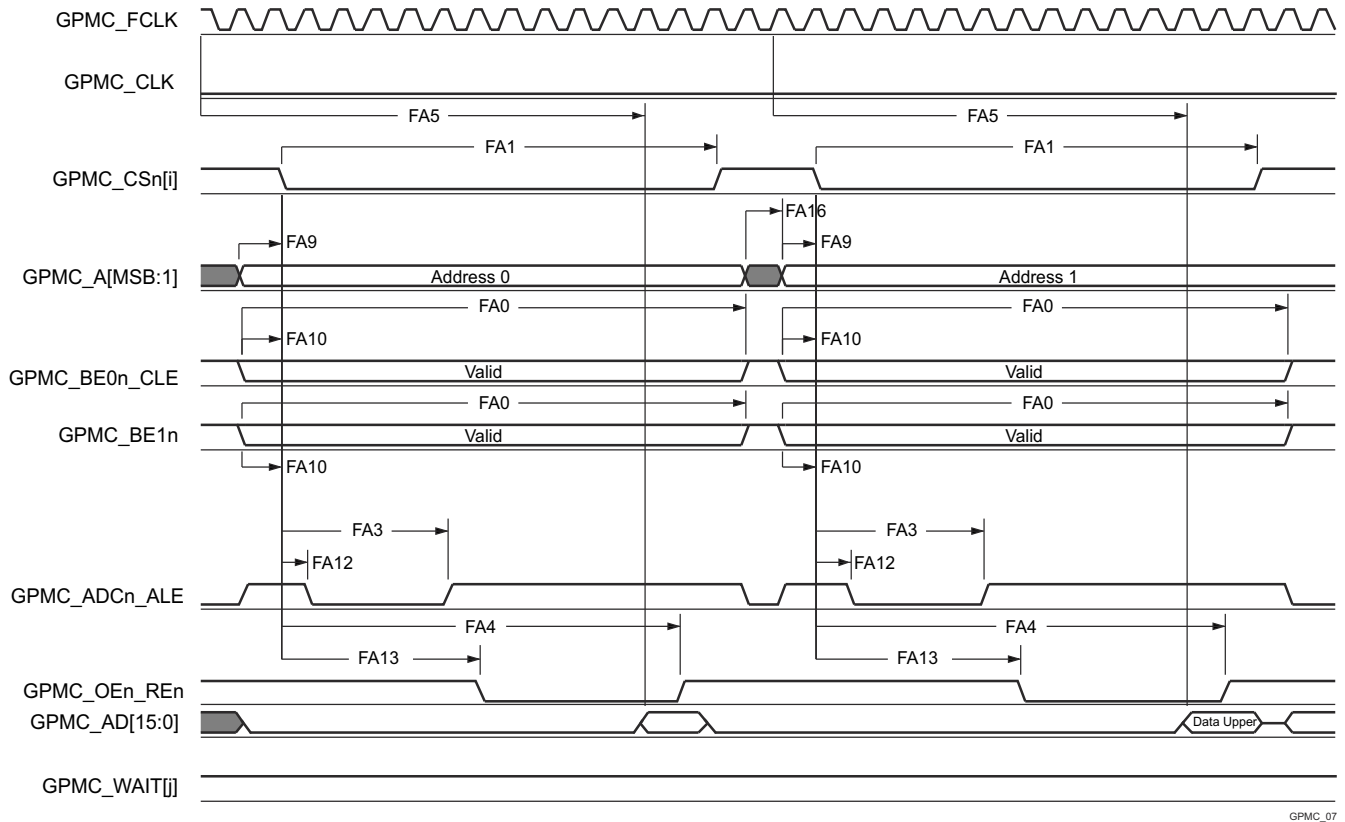 GPMC_FCLK
GPMC_CLK
FA5 FA5
FA1 FA1
GPMC_CSn[i]
FA16
FA9 FA9
GPMC_A[MSB:1] Address 0 Address 1
FA0 FA0
FA10 FA10
GPMC_BE0n_CLE Valid Valid
FA0 FA0
GPMC_BE1n Valid Valid
FA10 FA10
FA3 FA3
FA12 FA12
GPMC_ADCn_ALE
FA4 FA4
FA13 FA13
GPMC_OEn_REn
GPMC_AD[15:0] Data Upper
GPMC_WAIT[j]
GPMC_07